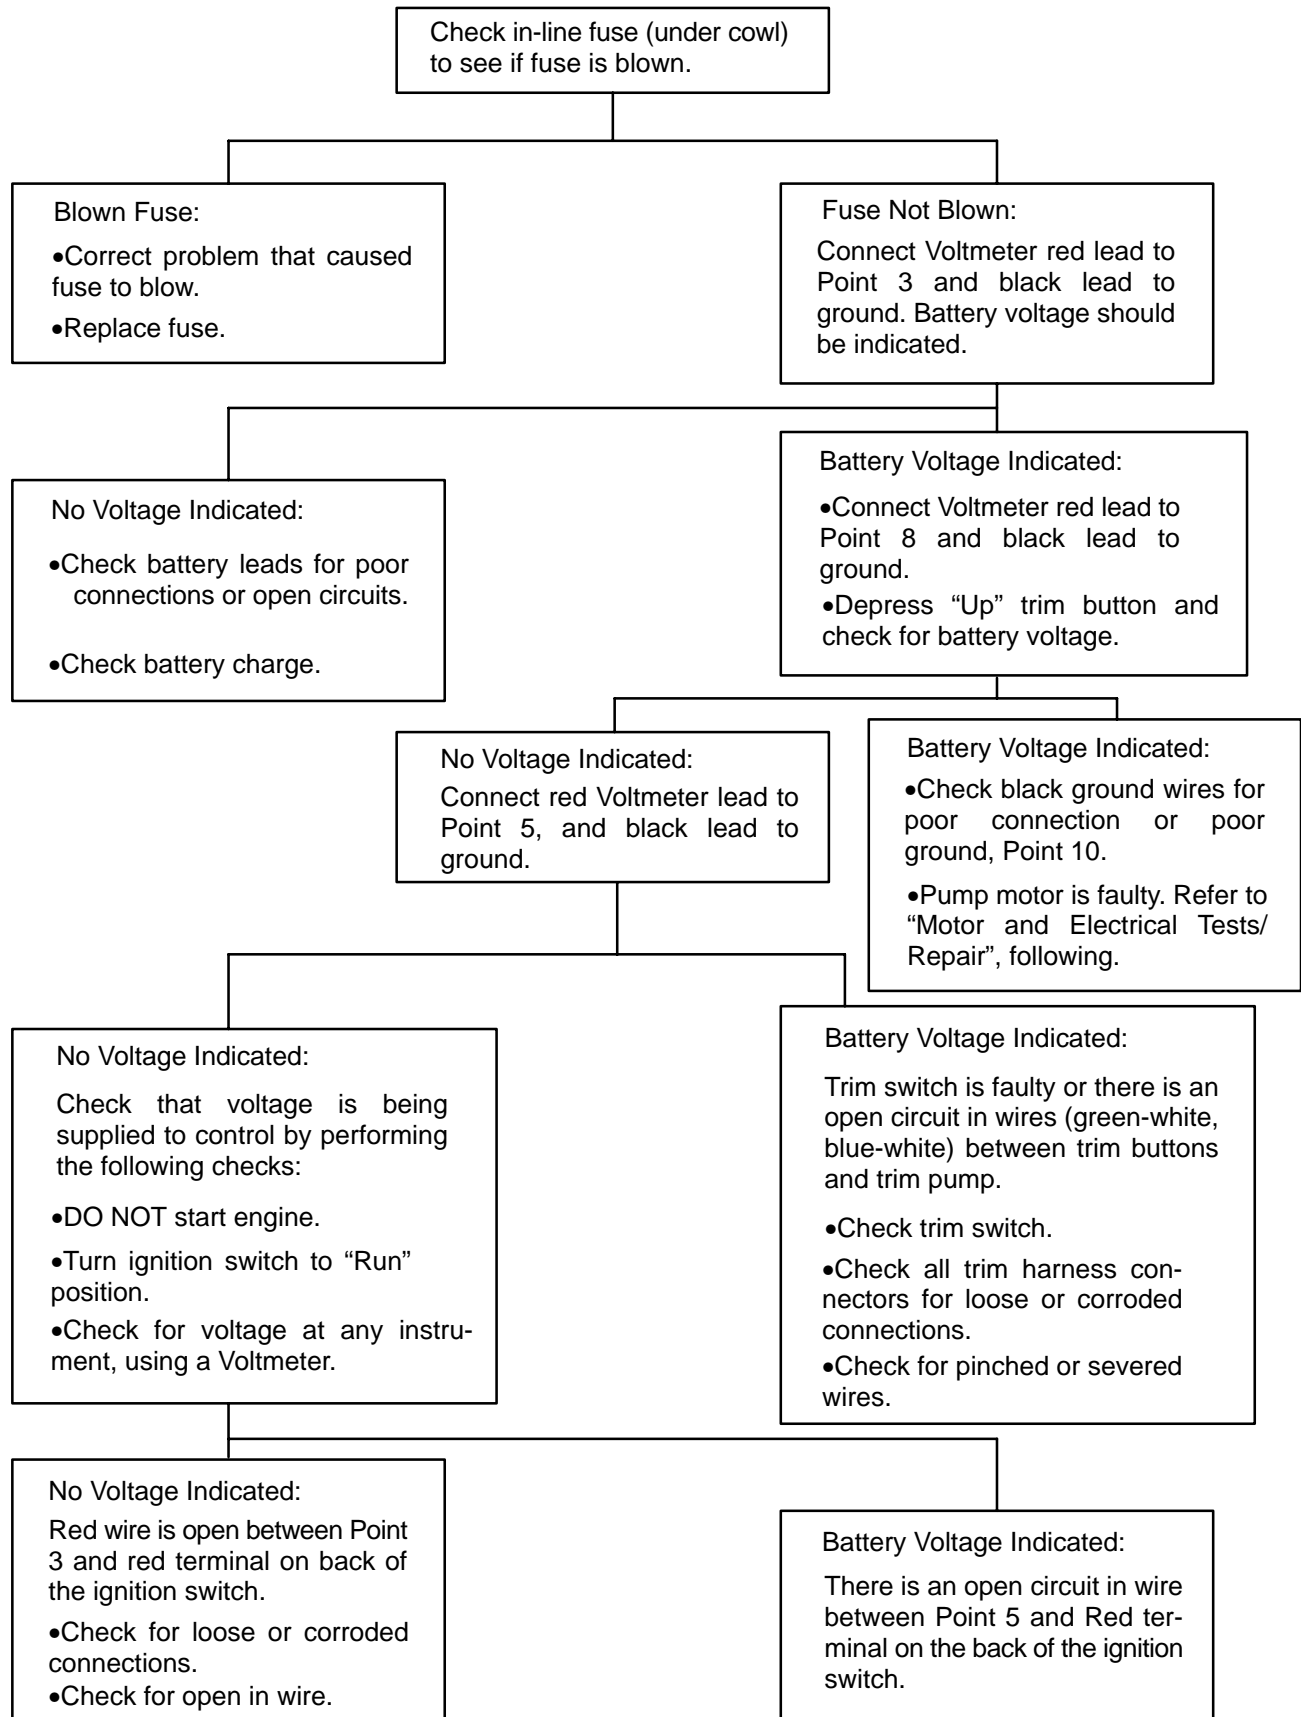 Check in-line fuse (under cowl)
to see if fuse is blown.
Blown Fuse:
•Correct problem that caused
fuse to blow.
•Replace fuse.
Fuse Not Blown:
Connect Voltmeter red lead to
Point 3 and black lead to
ground. Battery voltage should
be indicated.
No Voltage Indicated:
•Check battery leads for poor
connections or open circuits.
•Check battery charge.
Battery Voltage Indicated:
•Connect Voltmeter red lead to
Point 8 and black lead to
ground.
•Depress “Up” trim button and
check for battery voltage.
No Voltage Indicated:
Connect red Voltmeter lead to
Point 5, and black lead to
ground.
Battery Voltage Indicated:
•Check black ground wires for
poor connection or poor
ground, Point 10.
•Pump motor is faulty. Refer to
“Motor and Electrical Tests/
Repair”, following.
No Voltage Indicated:
Check that voltage is being
supplied to control by performing
the following checks:
•DO NOT start engine.
•Turn ignition switch to “Run”
position.
•Check for voltage at any instru-
ment, using a Voltmeter.
Battery Voltage Indicated:
Trim switch is faulty or there is an
open circuit in wires (green-white,
blue-white) between trim buttons
and trim pump.
•Check trim switch.
•Check all trim harness con-
nectors for loose or corroded
connections.
•Check for pinched or severed
wires.
No Voltage Indicated:
Red wire is open between Point
3 and red terminal on back of
the ignition switch.
•Check for loose or corroded
connections.
•Check for open in wire.
Battery Voltage Indicated:
There is an open circuit in wire
between Point 5 and Red ter-
minal on the back of the ignition
switch.